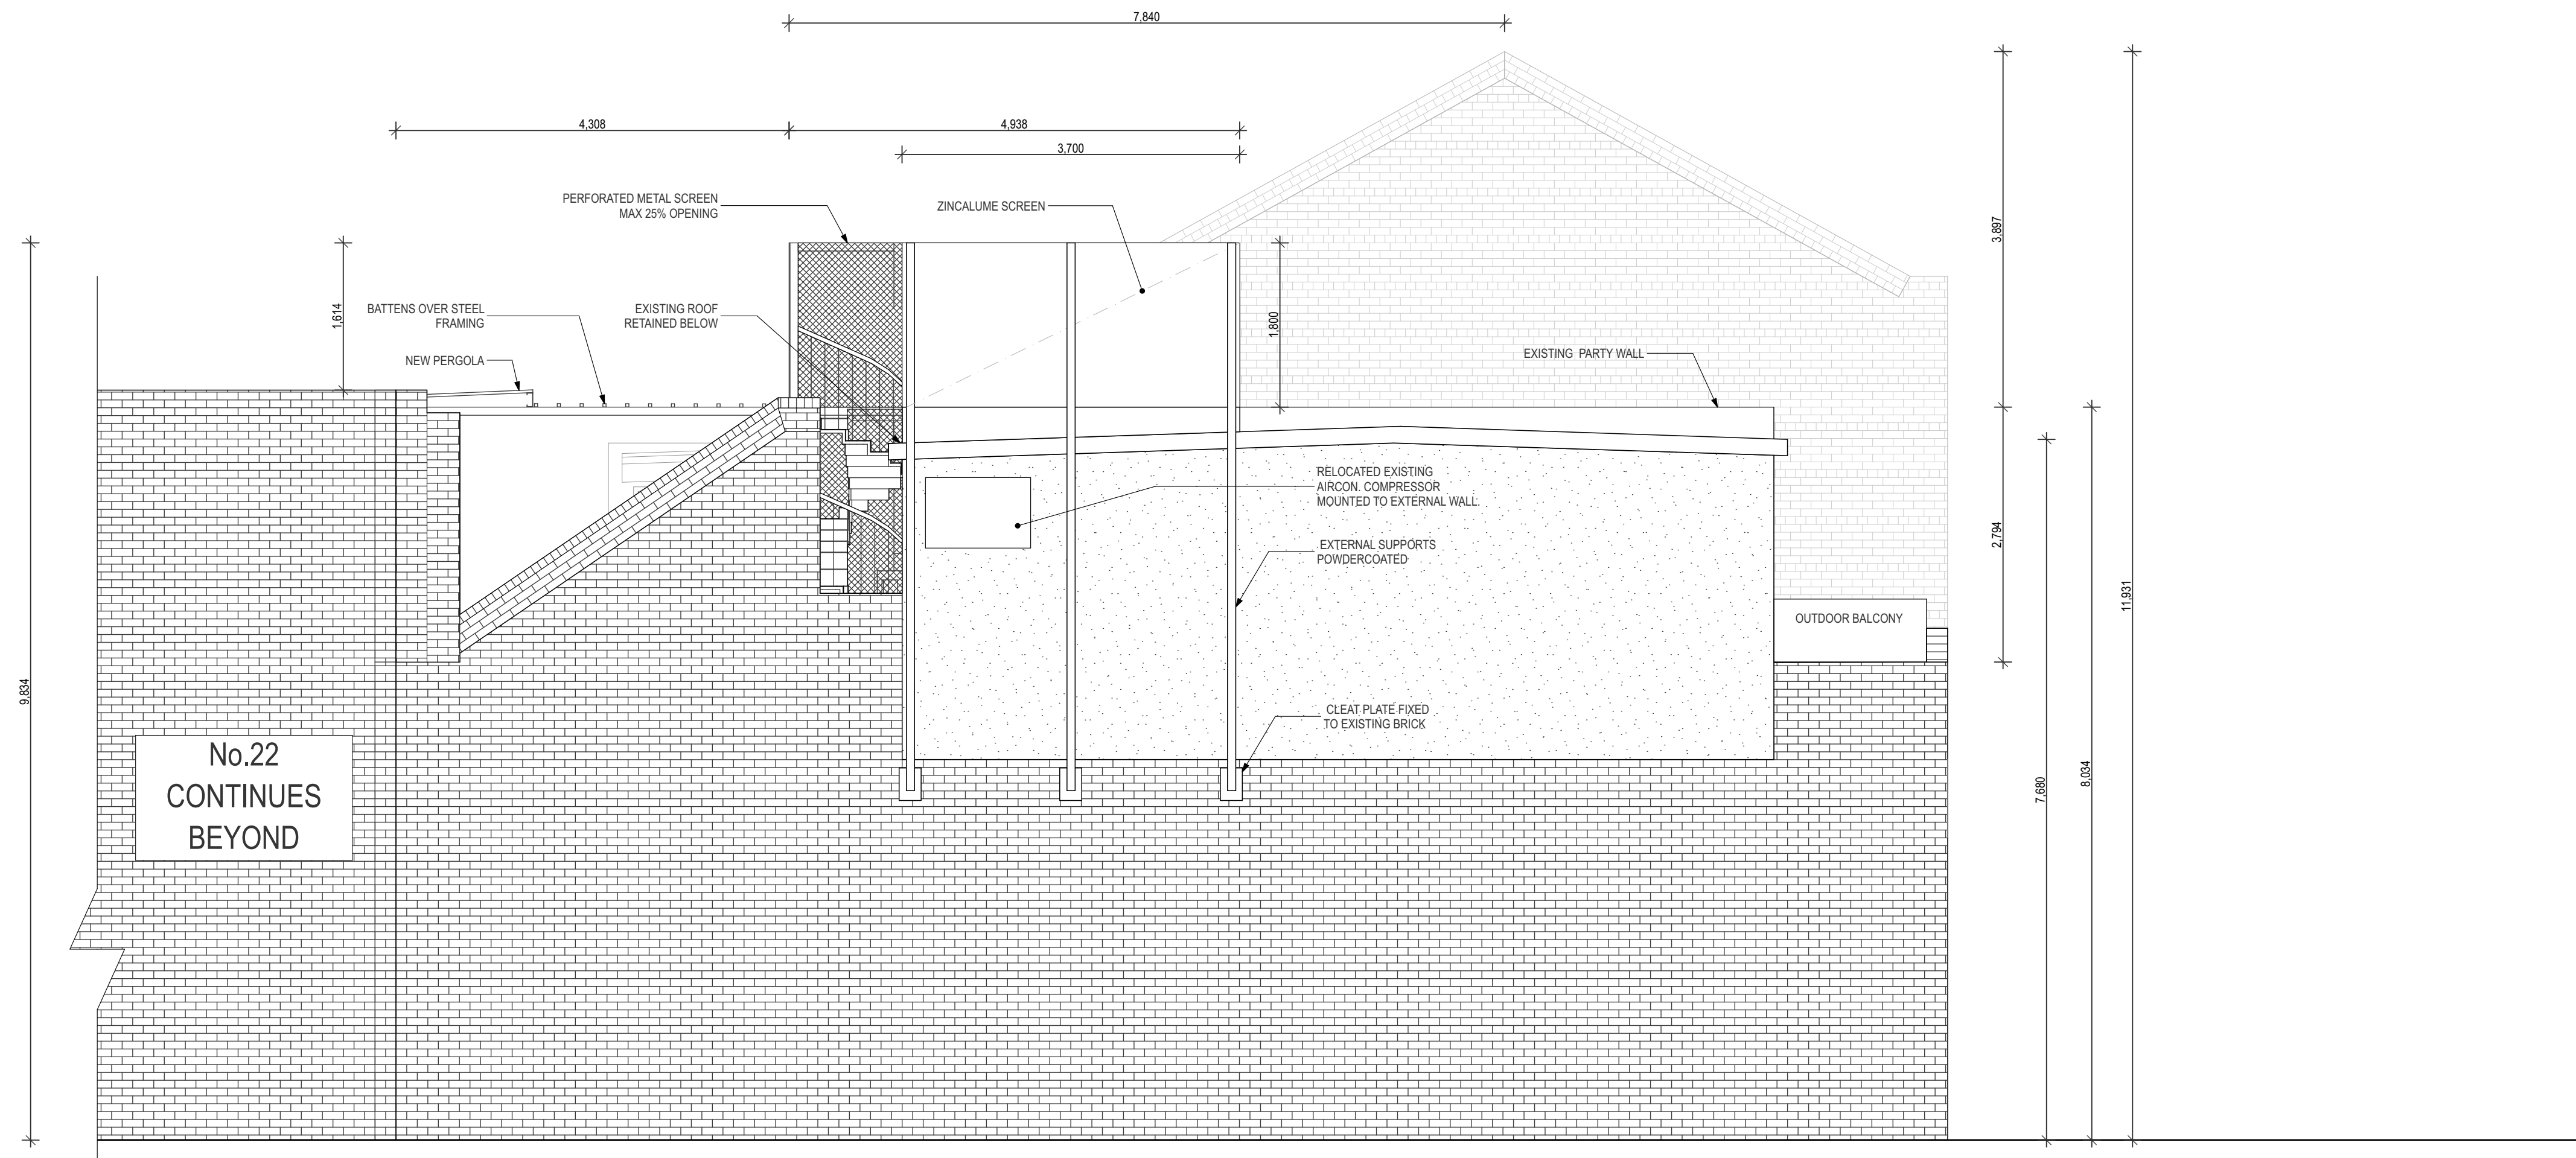 7,840
4,308
4,938
3,700
PERFORATED METAL SCREEN
MAX 25% OPENING
ZINCALUME SCREEN
3,897
1,614
BATTENS OVER STEEL
FRAMING
EXISTING ROOF
RETAINED BELOW
1,800
NEW PERGOLA
EXISTING PARTY WALL
RELOCATED EXISTING
AIRCON. COMPRESSOR
MOUNTED TO EXTERNAL WALL.
2,794
EXTERNAL SUPPORTS
POWDERCOATED
11,931
OUTDOOR BALCONY
9,834
CLEAT PLATE FIXED
TO EXISTING BRICK
7,680
8,034
No.22
CONTINUES
BEYOND